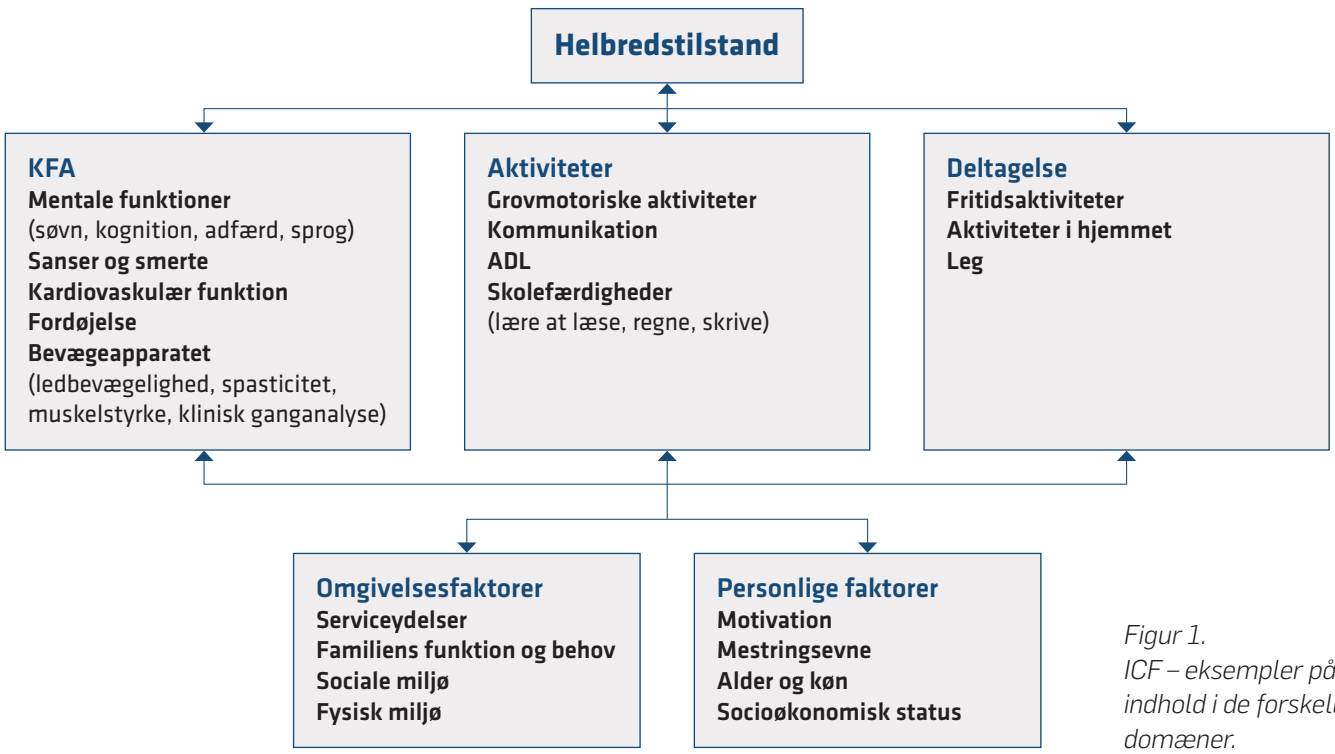 Helbredstilstand
KFA
Mentale funktioner
(søvn, kognition, adfærd, sprog)
Sanser og smerte
Kardiovaskulær funktion
Fordøjelse
Bevægeapparatet
(ledbevægelighed, spasticitet,
muskelstyrke, klinisk ganganalyse)
Aktiviteter
Grovmotoriske aktiviteter
Kommunikation
ADL
Skolefærdigheder
(lære at læse, regne, skrive)
Deltagelse
Fritidsaktiviteter
Aktiviteter i hjemmet
Leg
Omgivelsesfaktorer
Serviceydelser
Familiens funktion og behov
Sociale miljø
Fysisk miljø
Personlige faktorer
Motivation
Mestringsevne
Alder og køn
Socioøkonomisk status
Figur 1.
ICF – eksempler på
indhold i de
domæner.